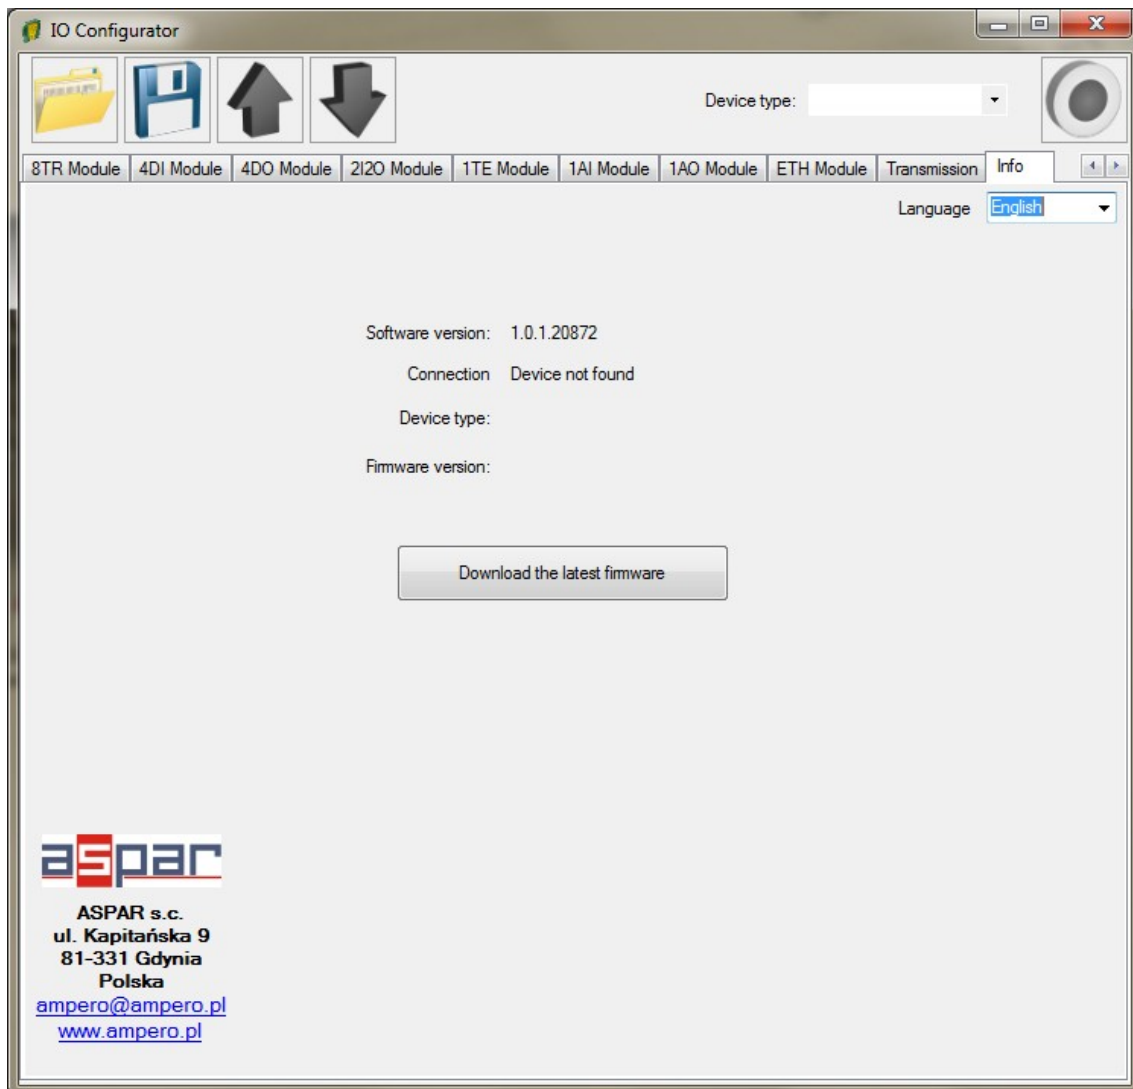 IO Configurator
Device type:
8TR Module 4DI Module 4DO Module 2I2O Module 1TE Module 1AI Module 1AO Module ETH Module Transmission Info
Language English
Software version: 1.0.1.20872
Connection Device not found
Device type:
Firmware version:
Download the latest firmware
aspar
ASPAR s.c.
ul. Kapitańska 9
81-331 Gdynia
Polska
ampero@ampero.pl
www.ampero.pl